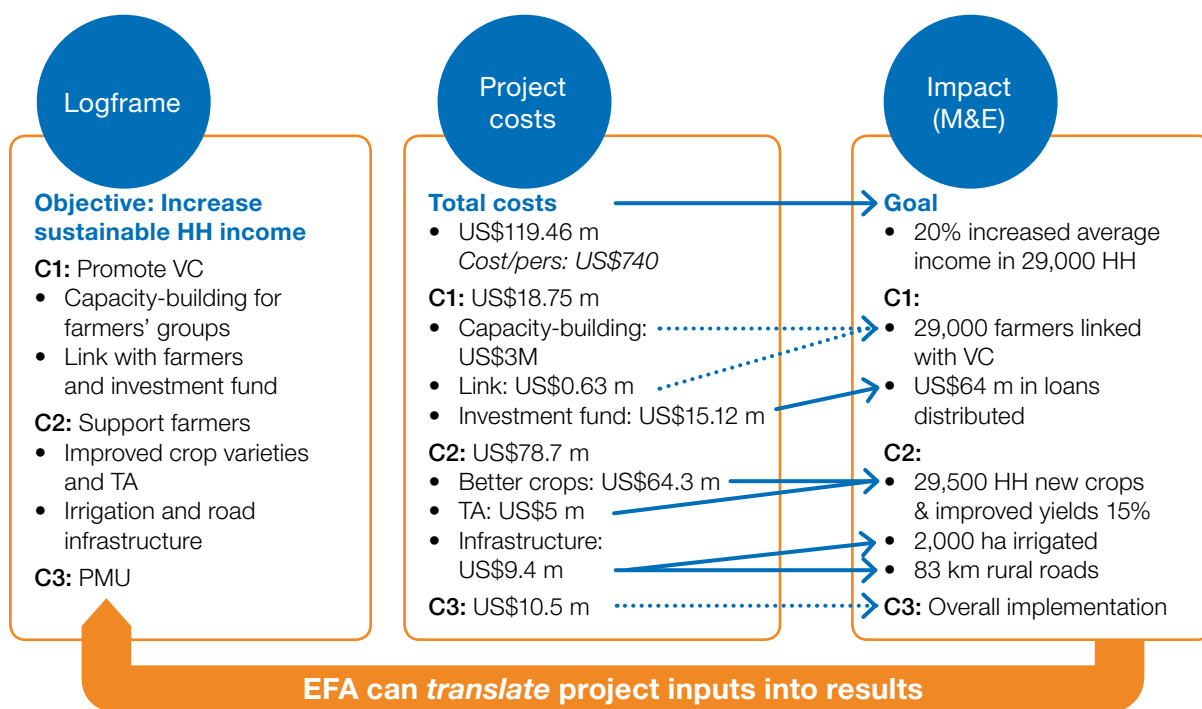 Logframe
Objective: Increase
sustainable HH income
C1: Promote VC
• Capacity-building for
farmers’ groups
• Link with farmers
and investment fund
C2: Support farmers
• Improved crop varieties
and TA
• Irrigation and road
infrastructure
C3: PMU
Project
costs
Total costs
• US$119.46 m
Cost/pers: US$740
C1: US$18.75 m
• Capacity-building:
US$3M
• Link: US$0.63 m
• Investment fund: US$15.12 m
C2: US$78.7 m
• Better crops: US$64.3 m
• TA: US$5 m
• Infrastructure:
US$9.4 m
C3: US$10.5 m
Impact
(M&E)
Goal
• 20% increased average
income in 29,000 HH
C1:
• 29,000 farmers linked
with VC
• US$64 m in loans
distributed
C2:
• 29,500 HH new crops
& improved yields 15%
• 2,000 ha irrigated
• 83 km rural roads
C3: Overall implementation
EFA can translate project inputs into results